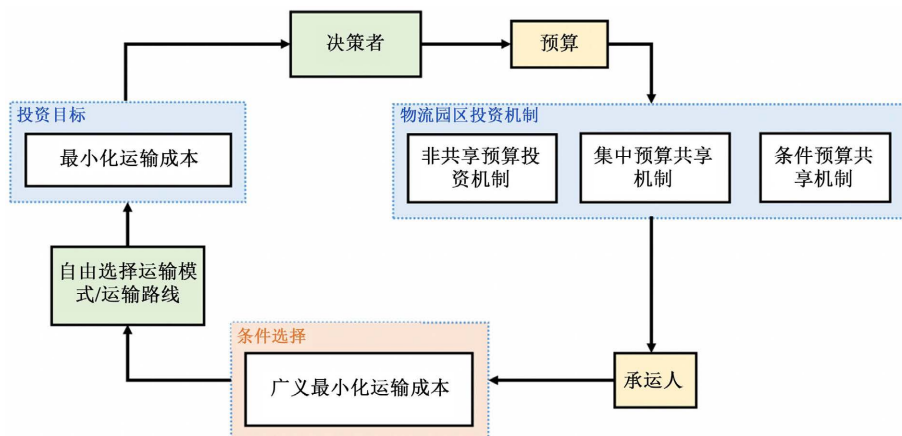 决策者
预算
投资目标
最小化运输成本
物流园区投资机制
非共享预算投
资机制
集中预算共享
机制
条件预算共
享机制
自由选择运输模
式/运输路线
条件选择
广义最小化运输成本
承运人